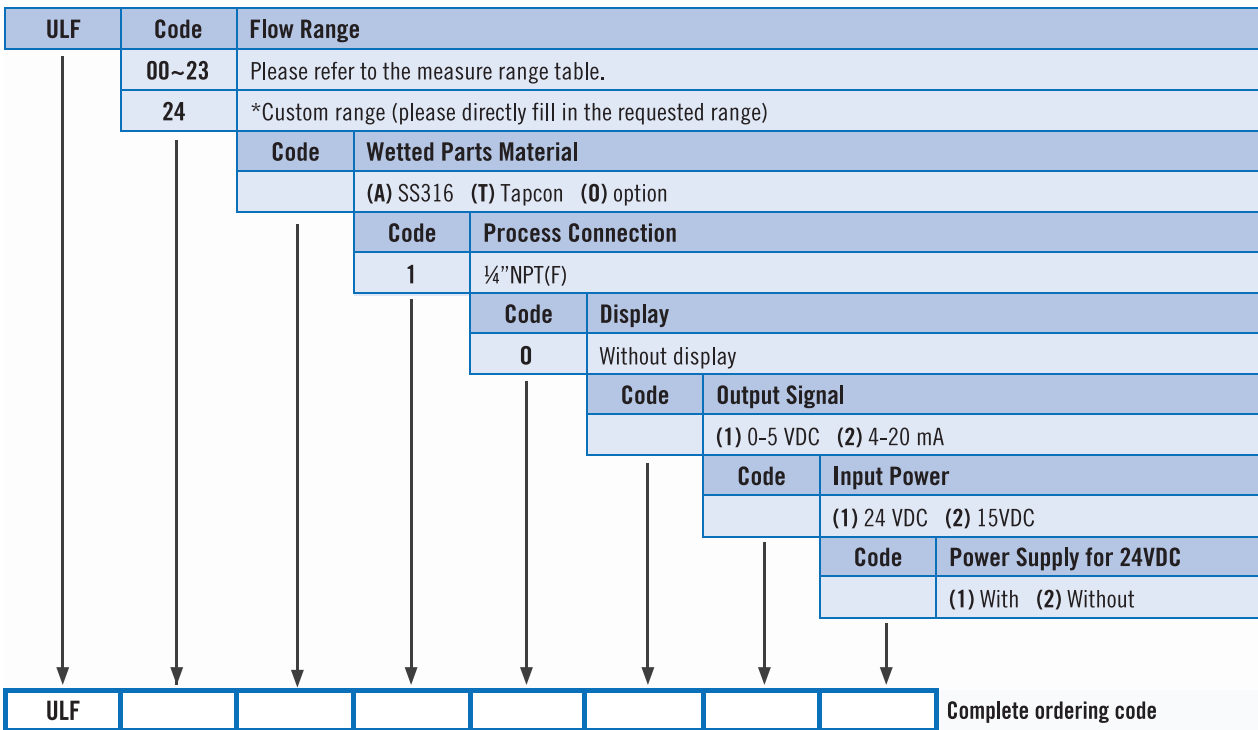 ULF Code Flow Range
00~23 Please refer to the measure range table.
24 *Custom range (please directly fill in the requested range)
Code Wetted Parts Material
(A) SS316 (T) Tapcon (0) option
Code Process Connection
1 ¼”NPT(F)
Code Display
0 Without display
Code Output Signal
(1) 0-5 VDC (2) 4-20 mA
Code Input Power
(1) 24 VDC (2) 15VDC
Code Power Supply for 24VDC
(1) With (2) Without
ULF Complete ordering code